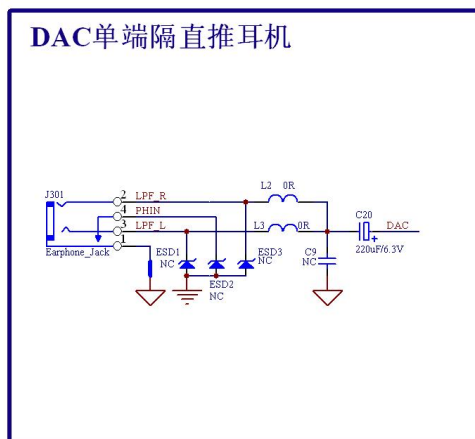 DAC单端隔直推耳机
L2 0R
J301
2 LPF_R
C20
4 PHIN
DAC
3 LPF_L
L3 0R
1
220uF/6.3V
Earphone_Jack
ESD1
NC
ESD3
NC
C9
NC
ESD2
NC